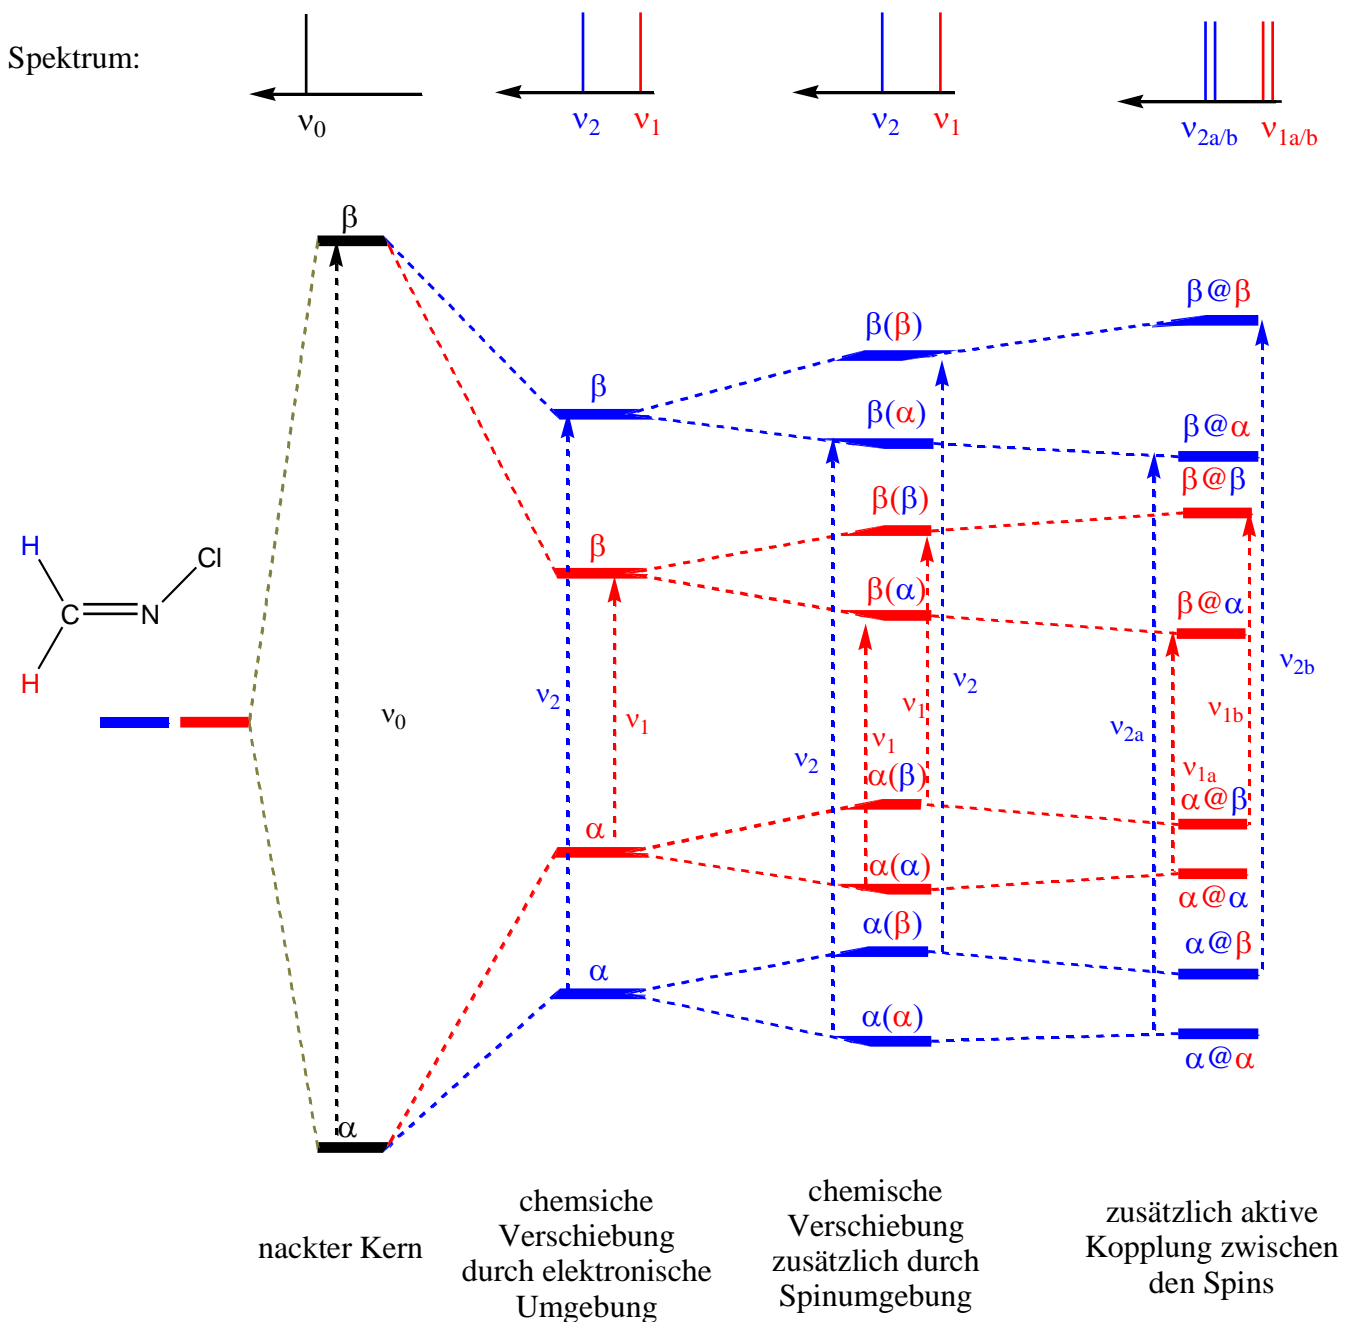 Spektrum:
ν0
ν2 ν1
ν2 ν1
ν2a/b ν1a/b
β
β
β
α
α
α
ν0
ν2
ν1
H
Cl
C
N
H
β(β)
β(α)
β(β)
β(α)
ν2
ν1
ν1
ν2
α(β)
α(α)
α(β)
α(α)
β@β
β@α
β@β
β@α
ν2b
ν1b
ν2a
ν1a
α@β
α@α
α@β
α@α
nackter Kern
chemsiche
Verschiebung
durch elektronische
Umgebung
chemische
Verschiebung
zusätzlich durch
Spinumgebung
zusätzlich aktive
Kopplung zwischen
den Spins